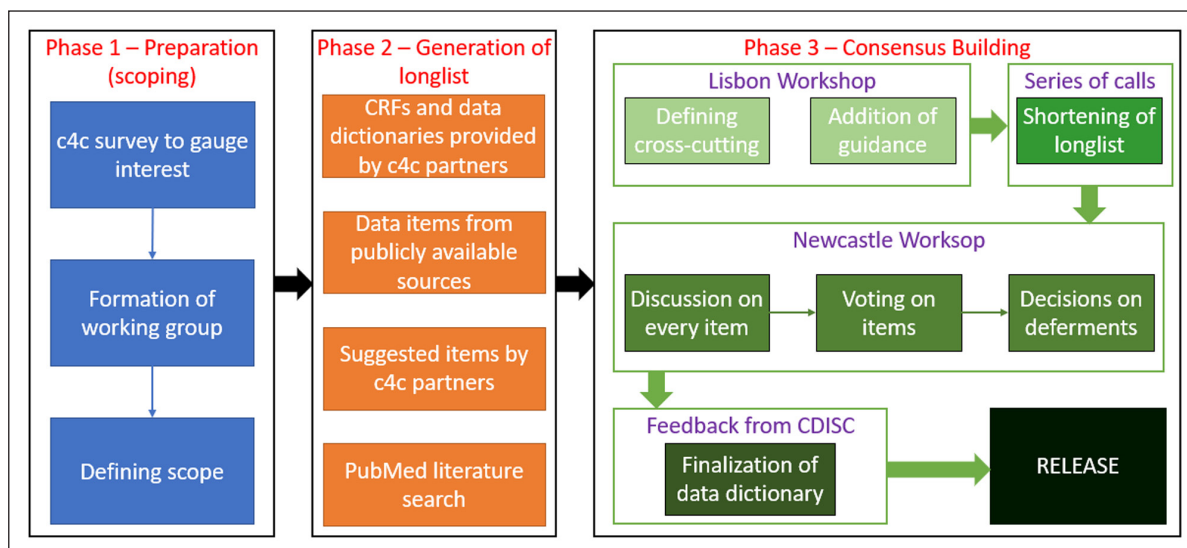 Phase 1 – Preparation
(scoping)
c4c survey to gauge
interest
Formation of
working group
Defining scope
Phase 2 – Generation of
longlist
CRFs and data
dictionaries provided
by c4c partners
Data items from
publicly available
sources
Suggested items by
c4c partners
PubMed literature
search
Phase 3 – Consensus Building
Lisbon Workshop
Defining
cross-cutting
Addition of
guidance
Series of calls
Shortening of
longlist
Newcastle Worksop
Discussion on
every item
Voting on
items
Decisions on
deferments
Feedback from CDISC
Finalization of
data dictionary
RELEASE